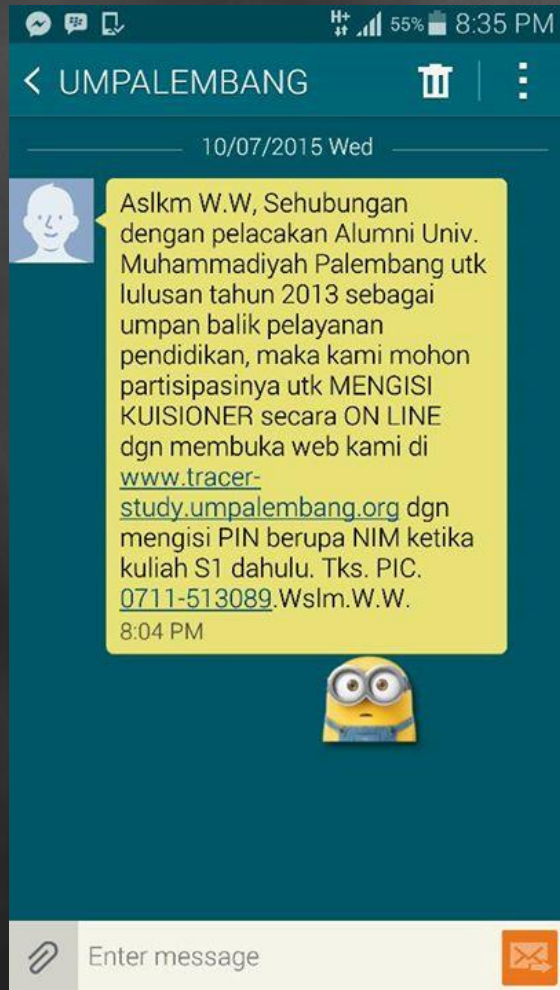 H+ 55% 8:35 PM
< UMPALEMBANG
10/07/2015 Wed
Aslkm W.W, Sehubungan
dengan pelacakan Alumni Univ.
Muhammadiyah Palembang utk
lulusan tahun 2013 sebagai
umpan balik pelayanan
pendidikan, maka kami mohon
partisipasinya utk MENGISI
KUISIONER secara ON LINE
dgn membuka web kami di
www.tracer-
study.umpalembang.org dgn
mengisi PIN berupa NIM ketika
kuliah S1 dahulu. Tks. PIC.
0711-513089.Wslm.W.W.
8:04 PM
Enter message